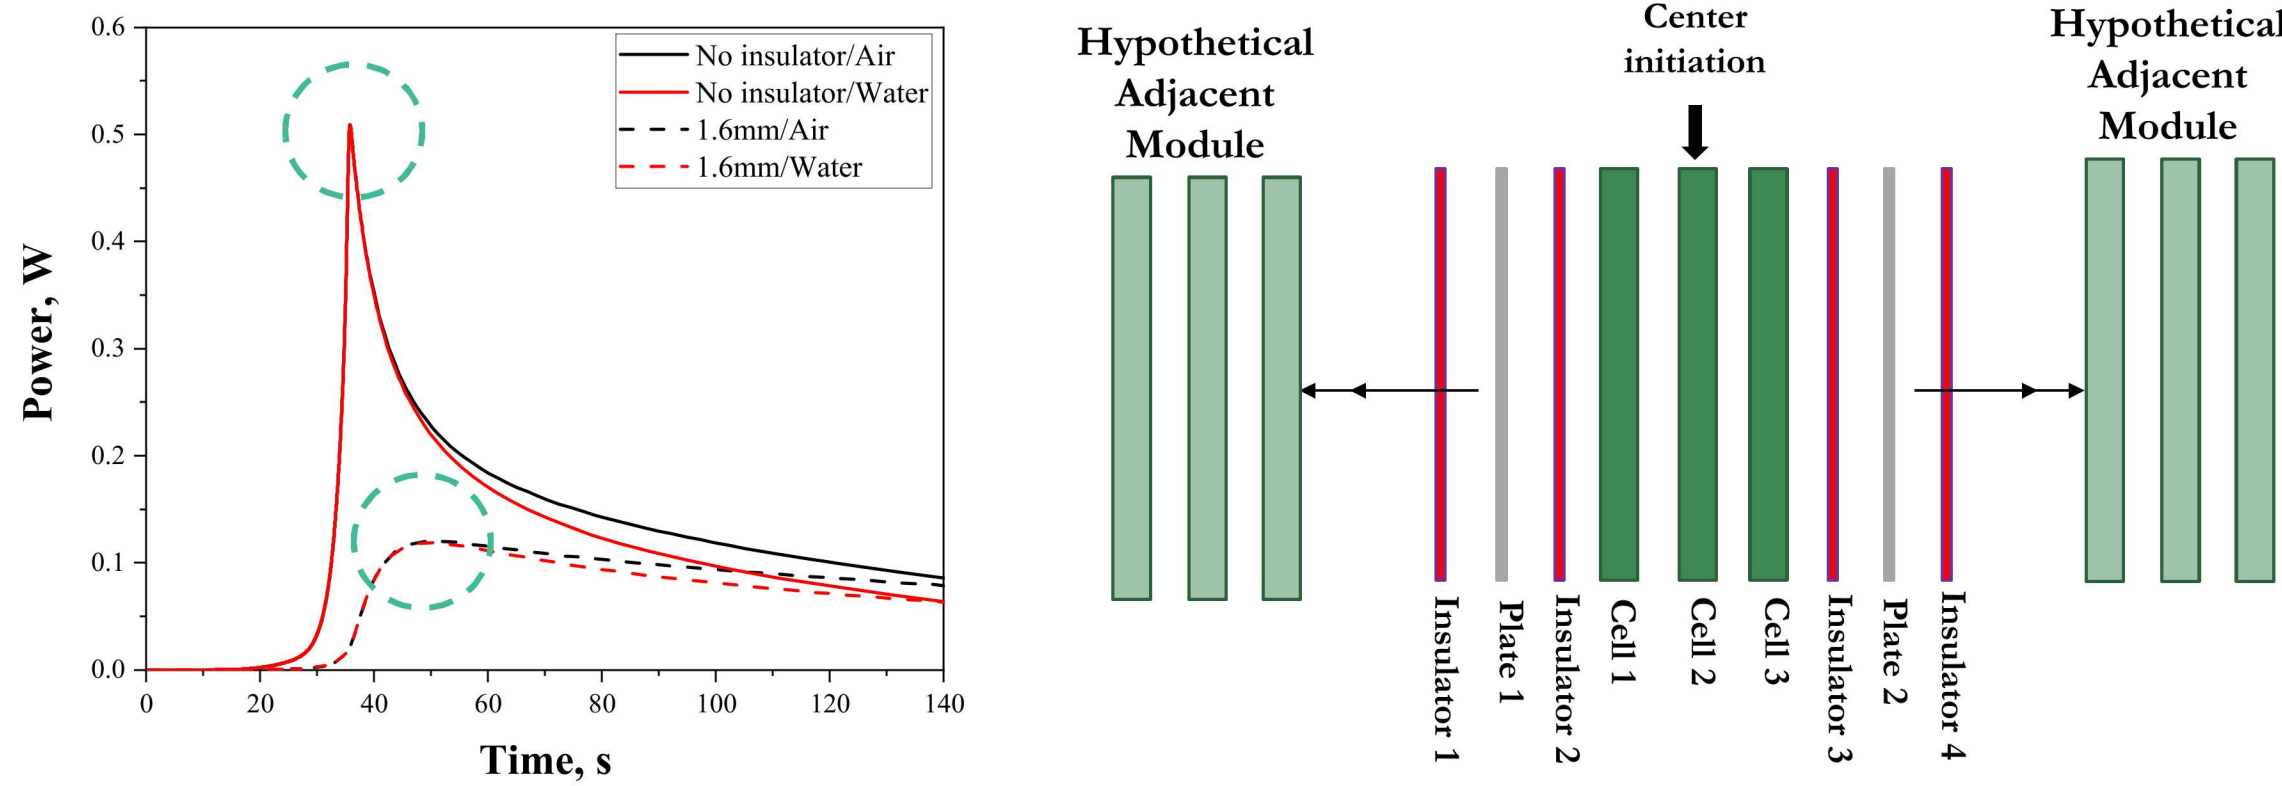 0.6
0.5
0.4
0.3
0.2
0.1
0.0
Power, W
0
20
40
60
80
100
120
140
Time, s
No insulator/Air
No insulator/Water
1.6mm/Air
1.6mm/Water
Hypothetical
Adjacent
Module
Center
initiation
Hypothetical
Adjacent
Module
Insulator 1
Plate 1
Insulator 2
Cell 1
Cell 2
Cell 3
Insulator 3
Plate 2
Insulator 4